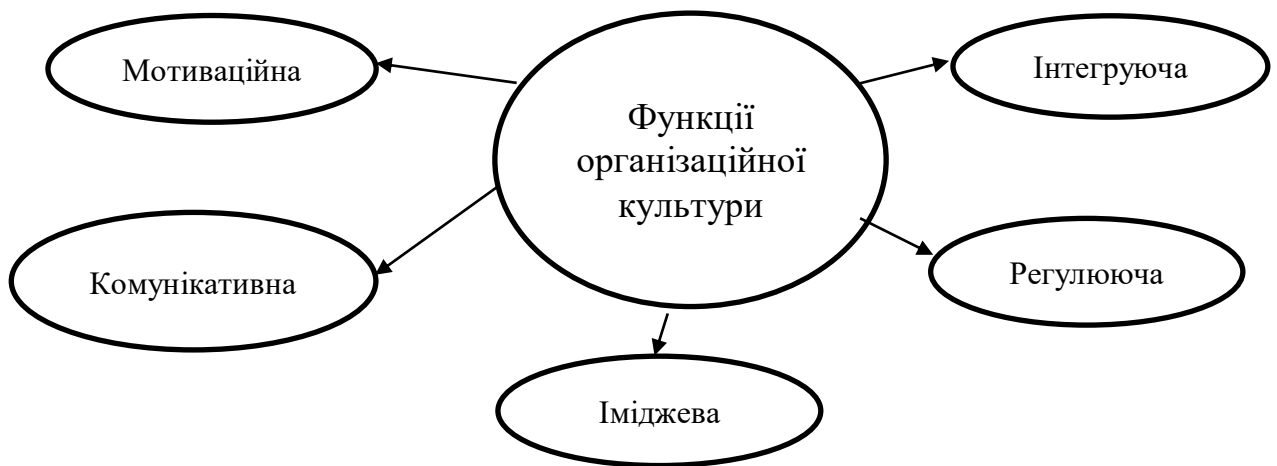 Мотиваційна
Інтегруюча
Функції
організаційної
культури
Комунікативна
Регулююча
Іміджева